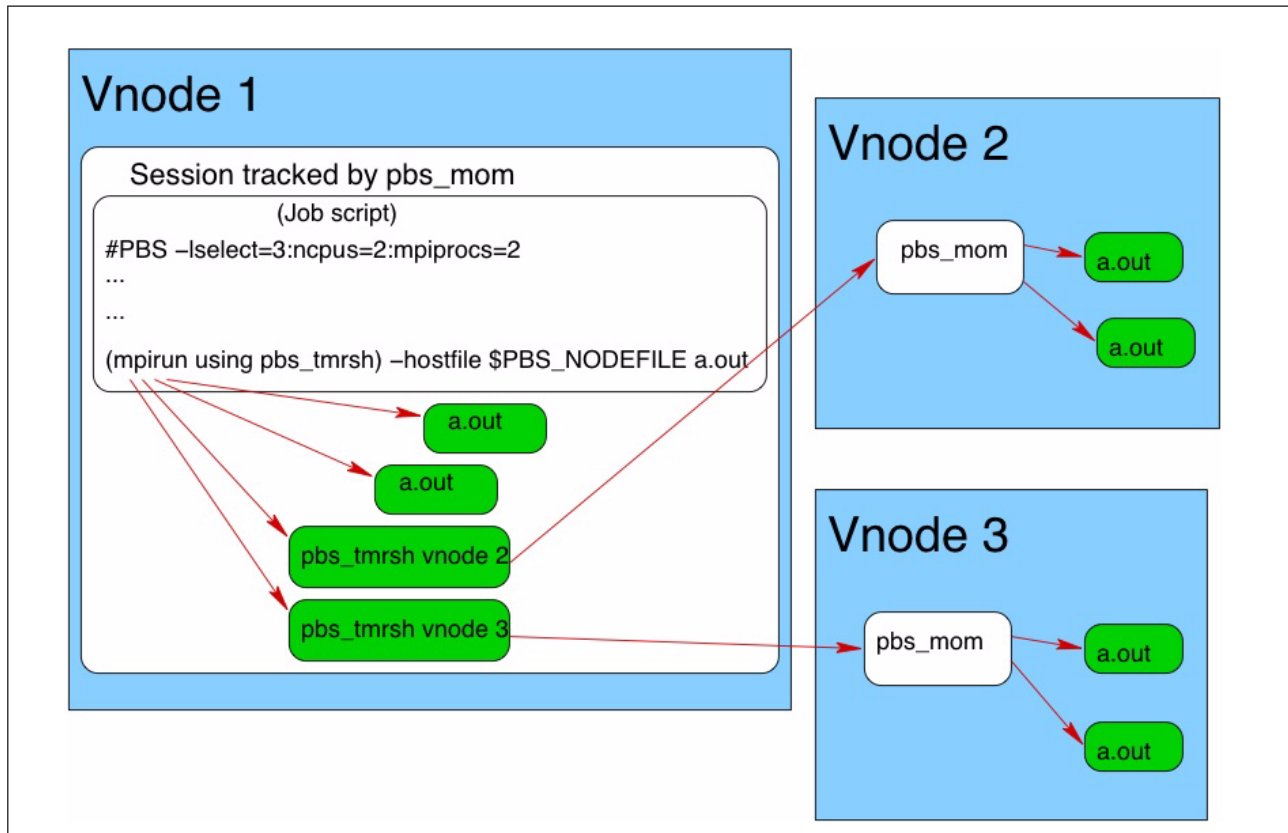 Vnode 1
Session tracked by pbs_mom
(Job script)
#PBS –lselect=3:ncpus=2:mpiprocs=2
...
...
(mpirun using pbs_tmrsh) –hostfile $PBS_NODEFILE a.out
a.out
a.out
pbs_tmrsh vnode 2
pbs_tmrsh vnode 3
Vnode 2
pbs_mom
a.out
a.out
Vnode 3
pbs_mom
a.out
a.out